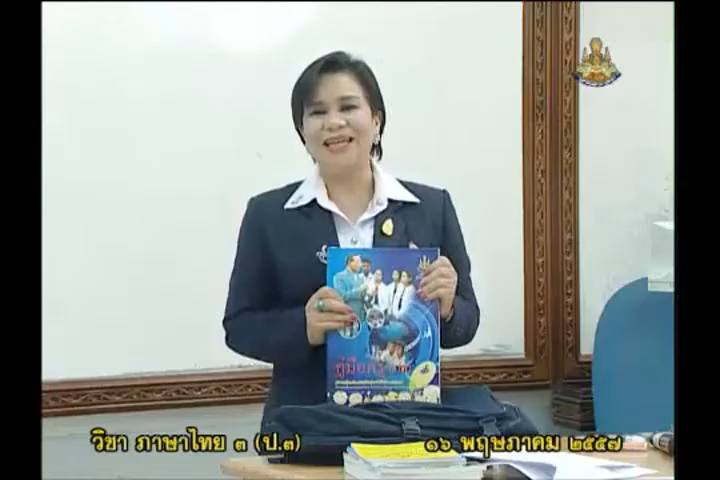 คู่มือครู
วิชา ภาษาไทย ๓ (ป.๓)
๑๖ พฤษภาคม ๒๕๕๗